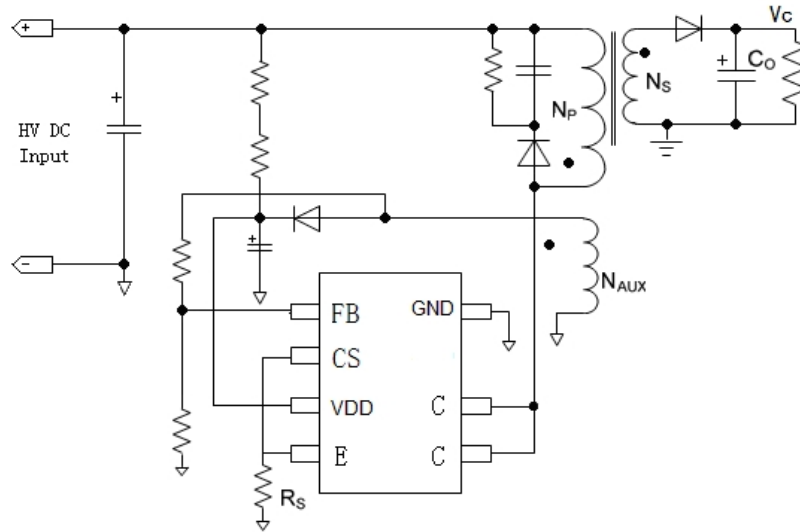 Vc
+
+
Co
Ns
NP
+
HV DC
Input
+
-
NAUX
FB
GND
CS
VDD
C
E
C
Rs